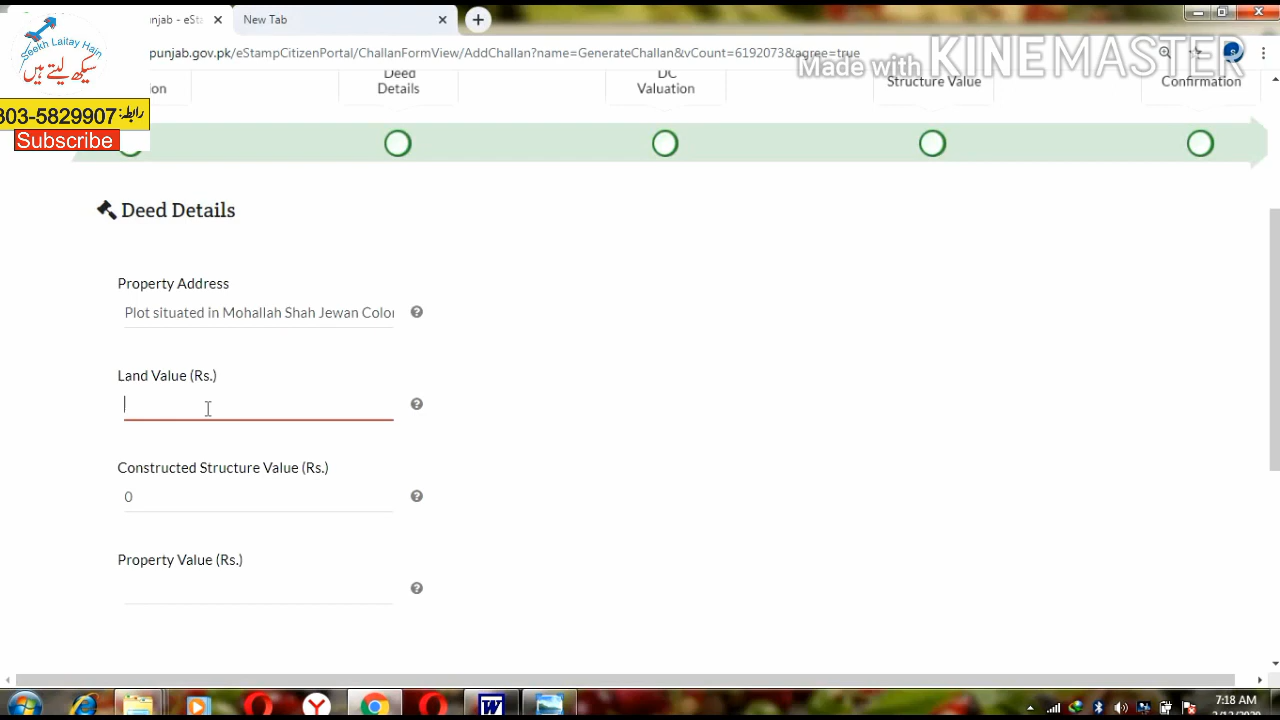 njab - eSta
New Tab
Seekh Laitay Hain
سیکھ لیتے ہیں
punjab.gov.pk/eStampCitizenPortal/ChallanFormView/AddChallan?name=GenerateChallan&vCount=6192073&agree=true
Made with KINEMASTER
on
Deed
Details
DC
Valuation
Structure Value
Confirmation
303-5829907 رابطہ:
Subscribe
Deed Details
Property Address
Plot situated in Mohallah Shah Jewan Color
Land Value (Rs.)
Constructed Structure Value (Rs.)
0
Property Value (Rs.)
7:18 AM